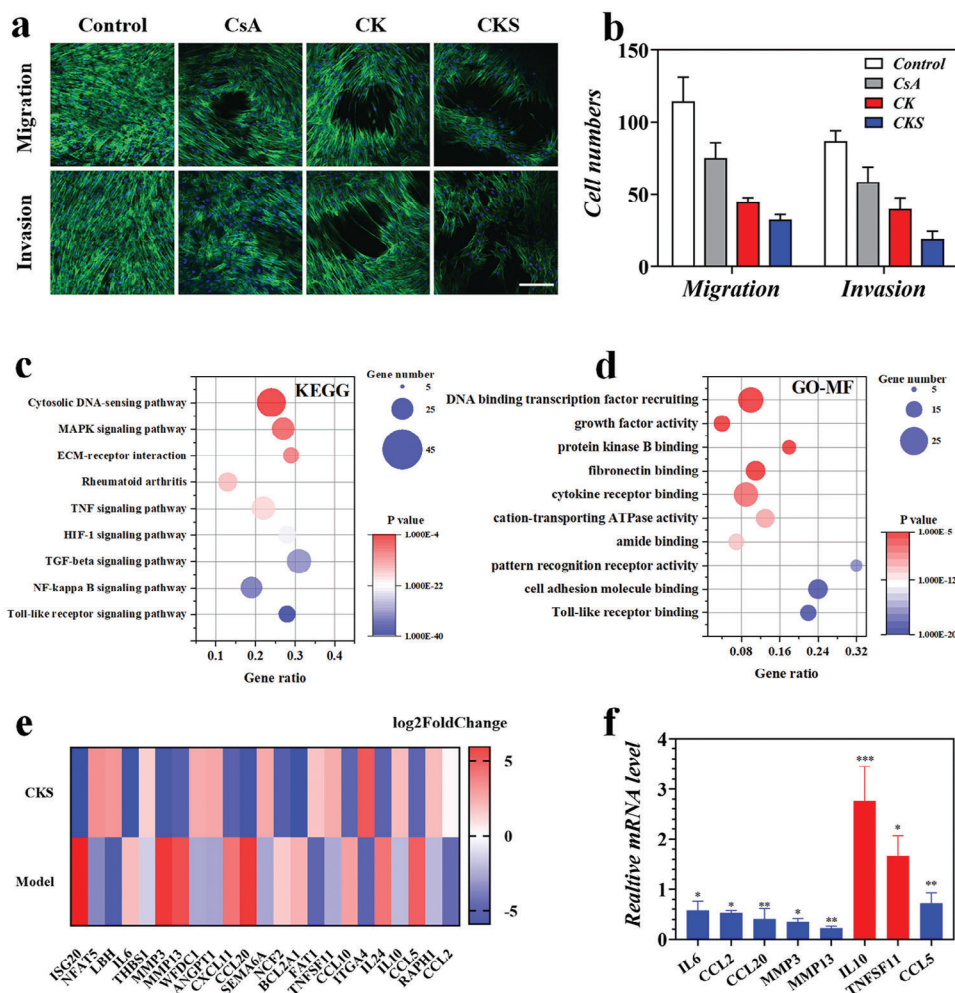 a
Control CsA CK CKS
Migration
Invasion
b
150
100
50
0
Cell numbers
Control
CsA
CK
CKS
Migration Invasion
c
KEGG
Cytosolic DNA-sensing pathway
MAPK signaling pathway
ECM-receptor interaction
Rheumatoid arthritis
TNF signaling pathway
HIF-1 signaling pathway
TGF-beta signaling pathway
NF-kappa B signaling pathway
Toll-like receptor signaling pathway
0.1 0.2 0.3 0.4
Gene ratio
Gene number
5
25
45
P value
1.000E-4
1.000E-22
1.000E-40
d
GO-MF
DNA binding transcription factor recruiting
growth factor activity
protein kinase B binding
fibronectin binding
cytokine receptor binding
cation-transporting ATPase activity
amide binding
pattern recognition receptor activity
cell adhesion molecule binding
Toll-like receptor binding
0.08 0.16 0.24 0.32
Gene ratio
Gene number
5
15
25
P value
1.000E-5
1.000E-12
1.000E-20
e
log2FoldChange
CKS
Model
5
0
-5
ISG20
NFAT5
LBH
IL6
THBS1
MMP3
MMP13
WFDC1
ANGPT1
CXCL11
CCL20
SEMA6A
NCF2
BCL2A1
FAT1
TNFSF11
CCL10
ITGA4
IL24
IL10
CCL5
RAPH1
CCL2
f
Realtive mRNA level
4
3
2
1
0
* * ** * ** *** * **
IL6
CCL2
CCL20
MMP3
MMP13
IL10
TNFSF11
CCL5